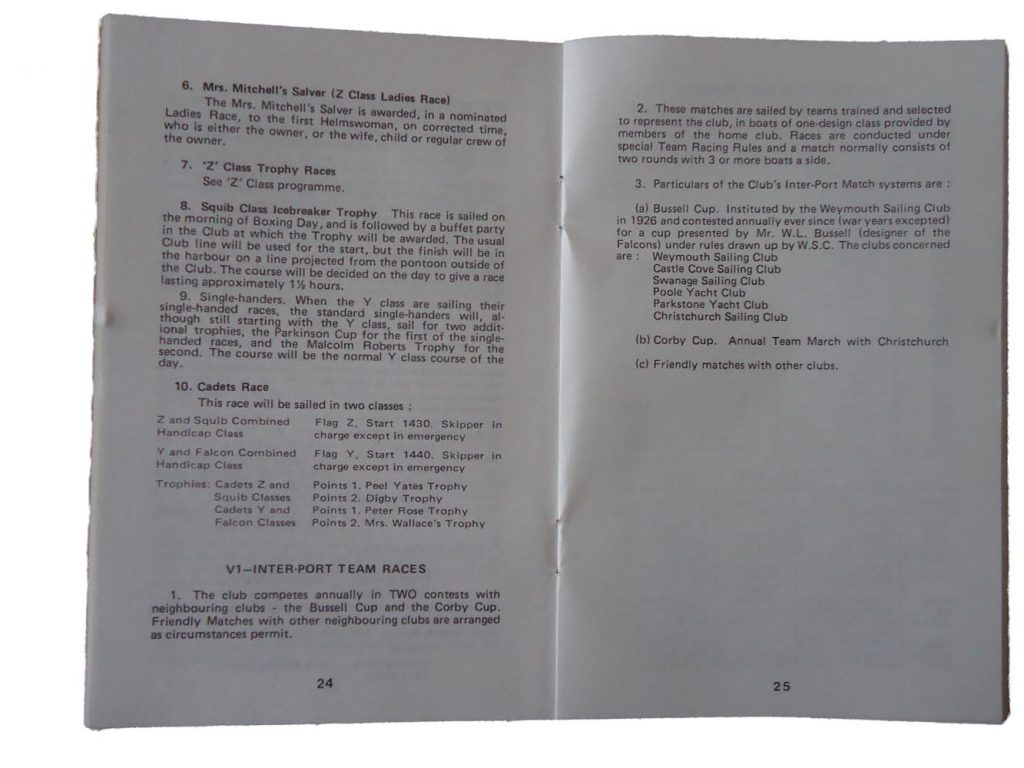 6. Mrs. Mitchell's Salver (Z Class Ladies Race)
The Mrs. Mitchell's Salver is awarded, in a nominated
Ladies Race, to the first Helmswoman, on corrected time,
who is either the owner, or the wife, child or regular crew of
the owner.
7. 'Z' Class Trophy Races
See 'Z' Class programme.
8. Squib Class Icebreaker Trophy This race is sailed on
the morning of Boxing Day, and is followed by a buffet party
in the Club at which the Trophy will be awarded. The usual
Club line will be used for the start, but the finish will be in
the harbour on a line projected from the pontoon outside of
the Club. The course will be decided on the day to give a race
lasting approximately 1½ hours.
9. Single-handers. When the Y class are sailing their
single-handed races, the standard single-handers will, al-
though still starting with the Y class, sail for two addit-
ional trophies, the Parkinson Cup for the first of the single-
handed races, and the Malcolm Roberts Trophy for the
second. The course will be the normal Y class course of the
day.
10. Cadets Race
This race will be sailed in two classes :
Z and Squib Combined Flag Z, Start 1430. Skipper in
Handicap Class charge except in emergency
Y and Falcon Combined Flag Y, Start 1440. Skipper in
Handicap Class charge except in emergency
Trophies: Cadets Z and Points 1. Peel Yates Trophy
Squib Classes Points 2. Digby Trophy
Cadets Y and Points 1. Peter Rose Trophy
Falcon Classes Points 2. Mrs. Wallace's Trophy
V1—INTER-PORT TEAM RACES
1. The club competes annually in TWO contests with
neighbouring clubs - the Bussell Cup and the Corby Cup.
Friendly Matches with other neighbouring clubs are arranged
as circumstances permit.
24
2. These matches are sailed by teams trained and selected
to represent the club, in boats of one-design class provided by
members of the home club. Races are conducted under
special Team Racing Rules and a match normally consists of
two rounds with 3 or more boats a side.
3. Particulars of the Club's Inter-Port Match systems are :
(a) Bussell Cup. Instituted by the Weymouth Sailing Club
in 1926 and contested annually ever since (war years excepted)
for a cup presented by Mr. W.L. Bussell (designer of the
Falcons) under rules drawn up by W.S.C. The clubs concerned
are : Weymouth Sailing Club
Castle Cove Sailing Club
Swanage Sailing Club
Poole Yacht Club
Parkstone Yacht Club
Christchurch Sailing Club
(b) Corby Cup. Annual Team March with Christchurch
(c) Friendly matches with other clubs.
25